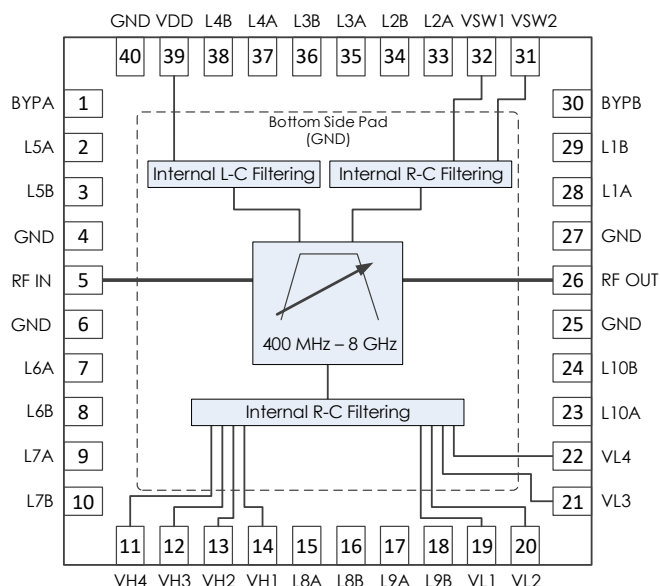 GND VDD L4B L4A L3B L3A L2B L2A VSW1 VSW2
40 39 38 37 36 35 34 33 32 31
BYPA 1 30 BYPB
Bottom Side Pad
(GND)
L5A 2 29 L1B
Internal L-C Filtering Internal R-C Filtering
L5B 3 28 L1A
GND 4 27 GND
RF IN 5 26 RF OUT
GND 6 25 GND
400 MHz – 8 GHz
L6A 7 24 L10B
L6B 8 Internal R-C Filtering 23 L10A
L7A 9 22 VL4
L7B 10 21 VL3
11 12 13 14 15 16 17 18 19 20
VH4 VH3 VH2 VH1 L8A L8B L9A L9B VL1 VL2